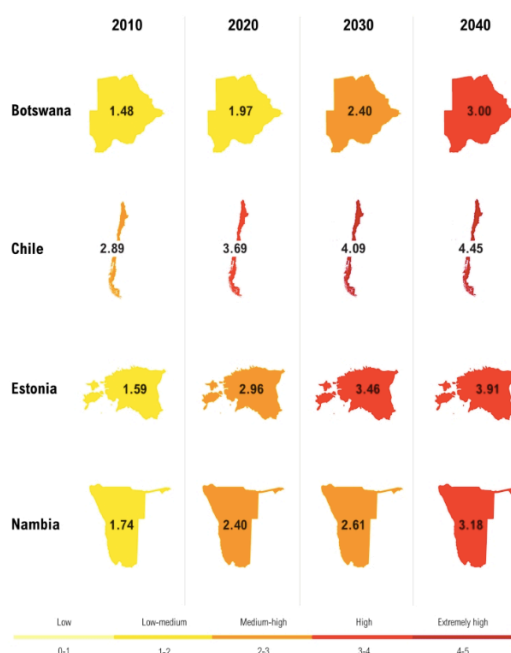 2010 2020 2030 2040
Botswana 1.48 1.97 2.40 3.00
Chile 2.89 3.69 4.09 4.45
Estonia 1.59 2.96 3.46 3.91
Nambia 1.74 2.40 2.61 3.18
Low Low-medium Medium-high High Extremely high
0-1 1-2 2-3 3-4 4-5